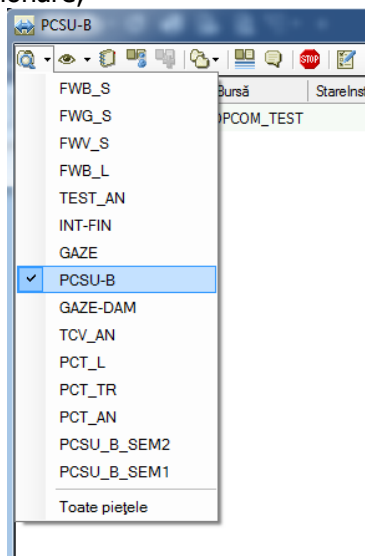 PCSU-B
STOP
Bursă StareInst
OPCOM_TEST
FWB_S
FWG_S
FWV_S
FWB_L
TEST_AN
INT-FIN
GAZE
PCSU-B
GAZE-DAM
TCV_AN
PCT_L
PCT_TR
PCT_AN
PCSU_B_SEM2
PCSU_B_SEM1
Toate piețele